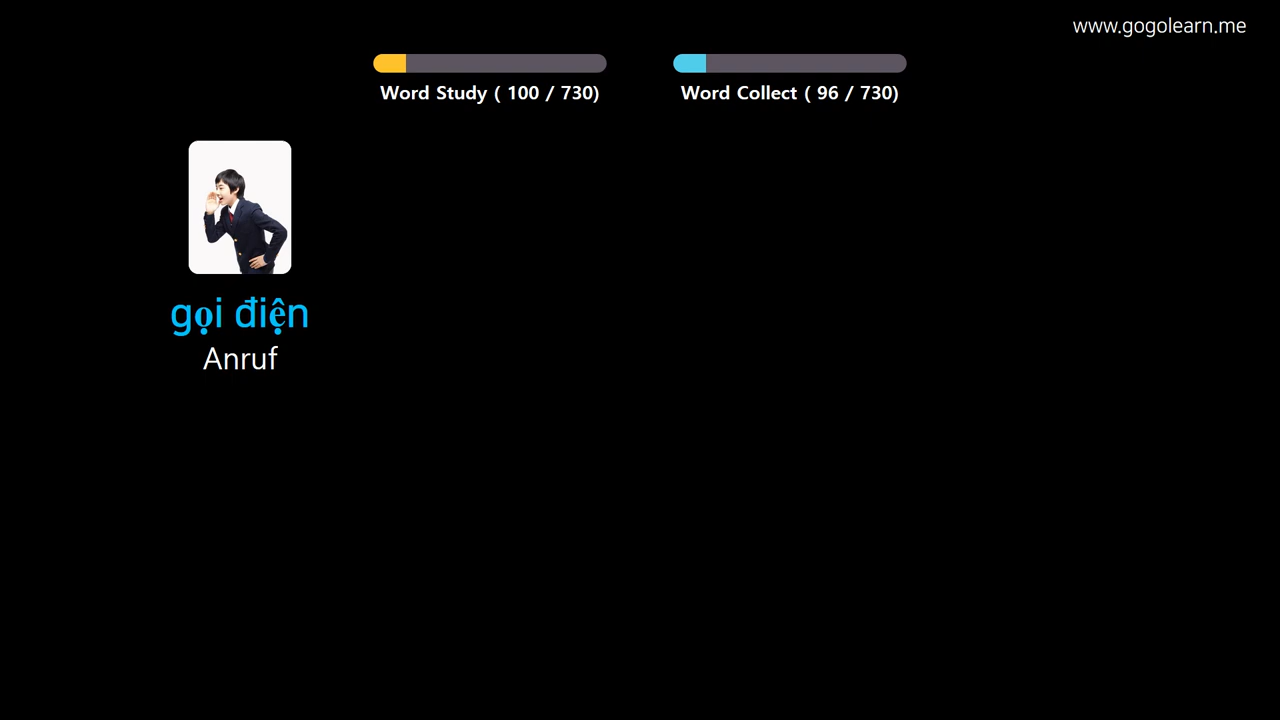 www.gogolearn.me
Word Study ( 100 / 730)
Word Collect ( 96 / 730)
gọi điện
Anruf